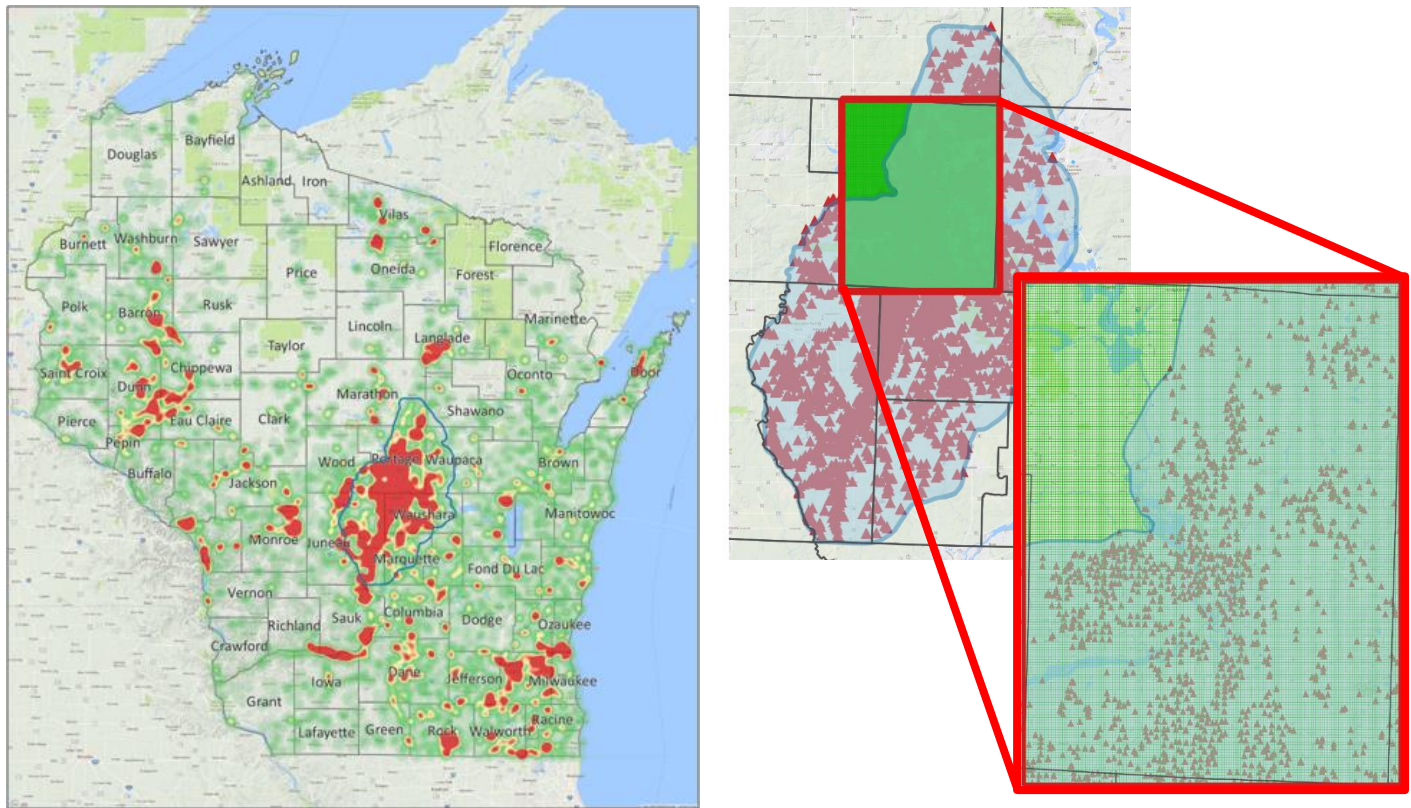 Bayfield
Douglas
Ashland
Iron
Vilas
Burnett
Washburn
Sawyer
Florence
Oneida
Forest
Price
Polk
Barron
Rusk
Marinette
Lincoln
Langlade
Taylor
Saint Croix
Chippewa
Door
Dunn
Oconto
Marathon
Pierce
Eau Claire
Clark
Shawano
Pepin
Wood
Portage
Waupaca
Brown
Buffalo
Jackson
Waushara
Manitowoc
Monroe
Juneau
Marquette
Fond Du Lac
Vernon
Columbia
Sauk
Dodge
Ozaukee
Richland
Crawford
Dane
Jefferson
Milwaukee
Iowa
Grant
Racine
Lafayette
Green
Rock
Walworth